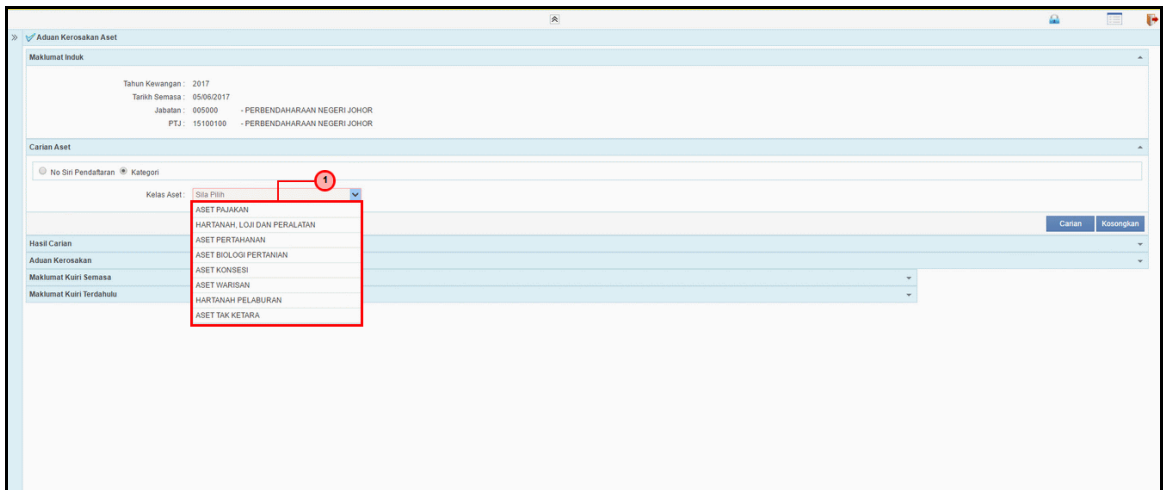 Aduan Kerosakan Aset
Maklumat Induk
Tahun Kewangan : 2017
Tarikh Semasa : 05/06/2017
Jabatan : 005000 - PERBENDAHARAAN NEGERI JOHOR
PTJ : 15100100 - PERBENDAHARAAN NEGERI JOHOR
Carian Aset
No Siri Pendaftaran Kategori
1
Kelas Aset : Sila Pilih
ASET PAJAKAN
HARTANAH, LOJI DAN PERALATAN
Carian Kosongkan
ASET PERTAHANAN
Hasil Carian
ASET BIOLOGI PERTANIAN
Aduan Kerosakan
ASET KONSESI
Maklumat Kuiri Semasa
ASET WARISAN
Maklumat Kuiri Terdahulu
HARTANAH PELABURAN
ASET TAK KETARA